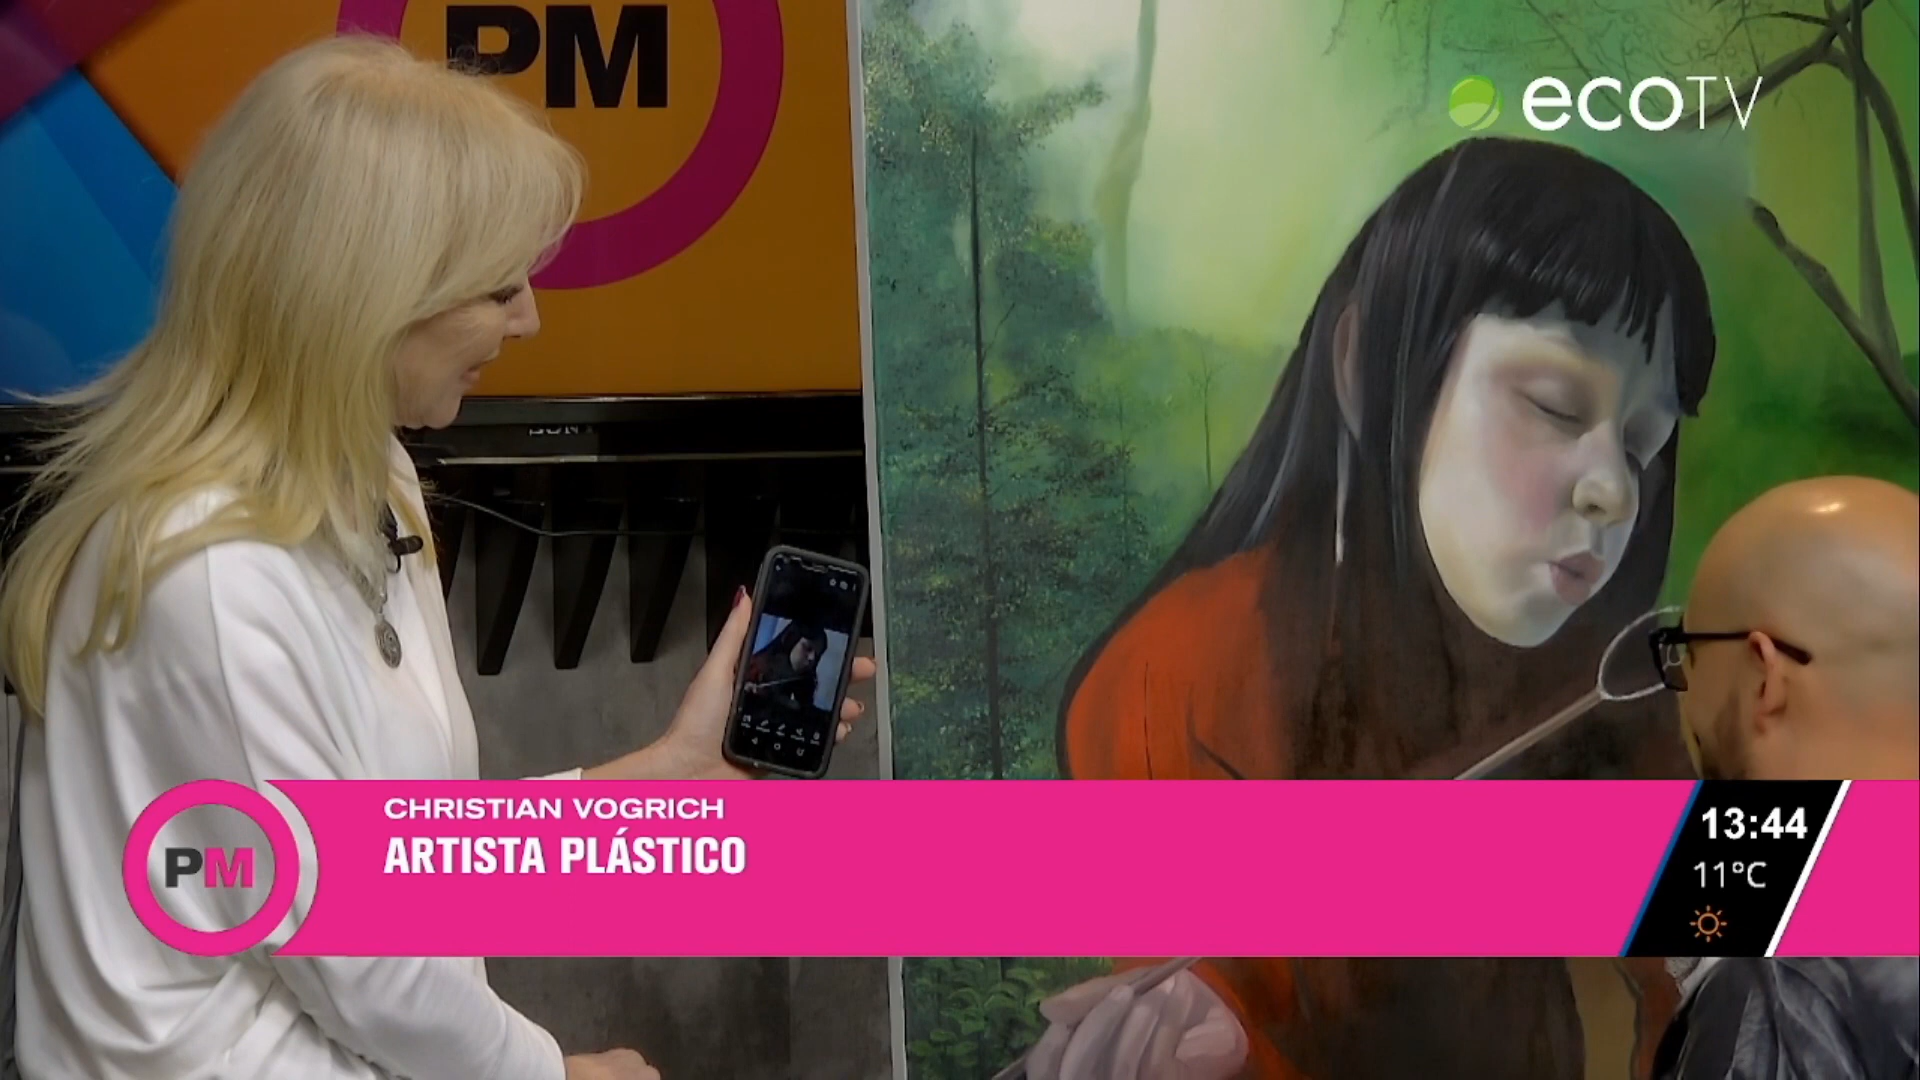 PM
ecoTV
CHRISTIAN VOGRICH
ARTISTA PLÁSTICO
PM
13:44
11°C